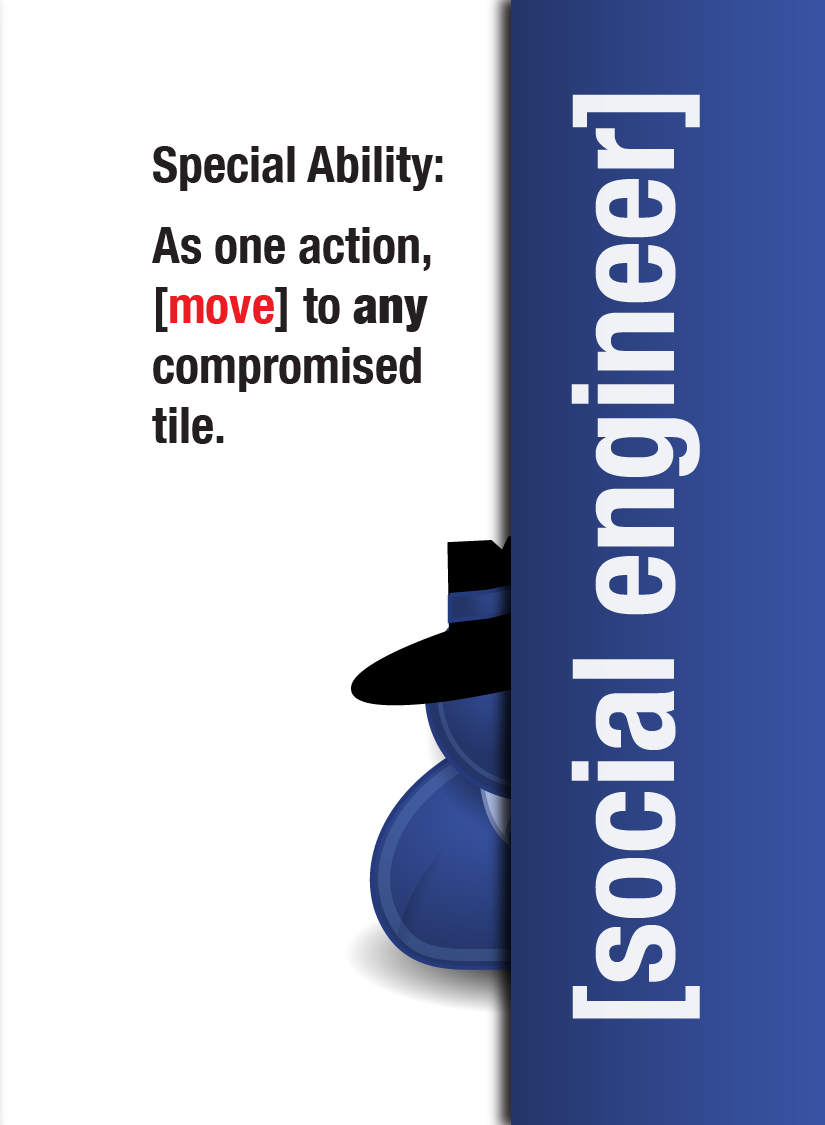 Special Ability:
As one action,
[move] to any
compromised
tile.
[social engineer]